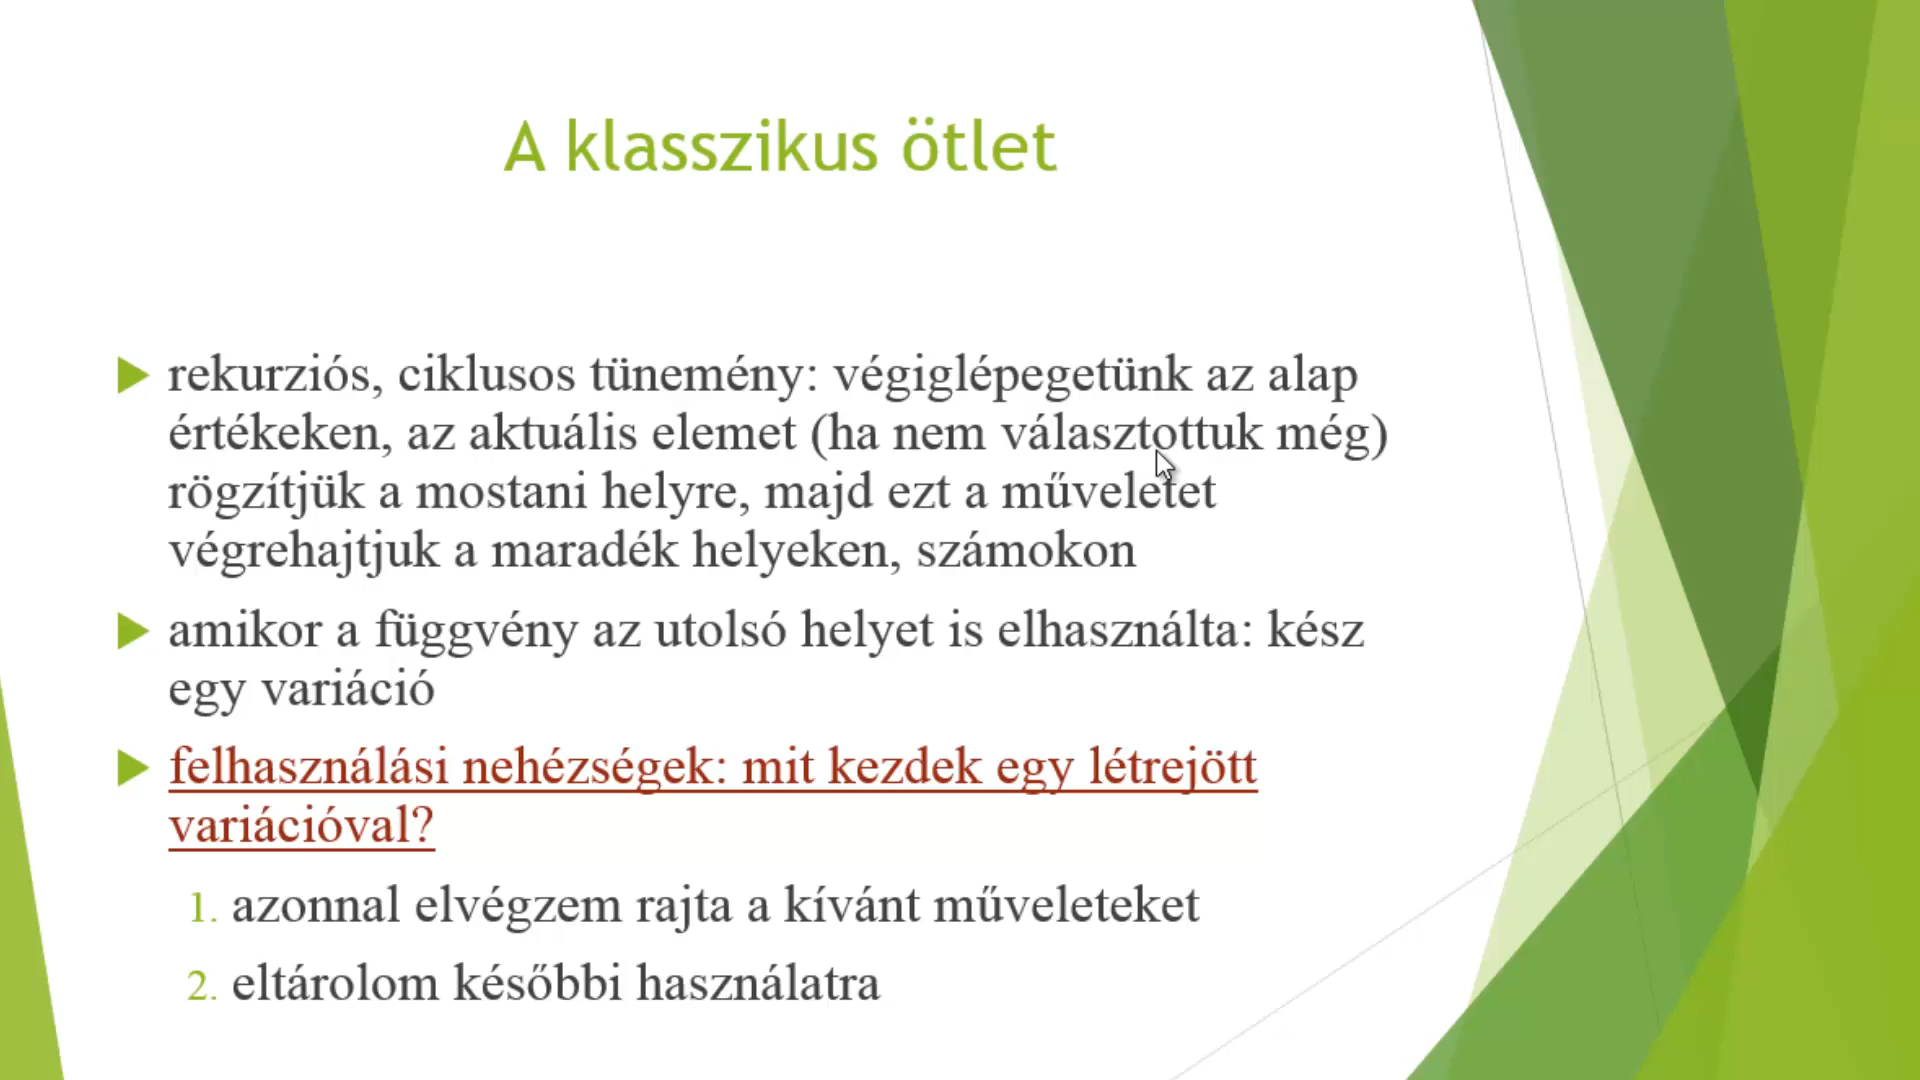 A klasszikus ötlet
rekurziós, ciklusos tünemény: végiglépegetünk az alap
értékeken, az aktuális elemet (ha nem választottuk még)
rögzítjük a mostani helyre, majd ezt a műveletet
végrehajtjuk a maradék helyeken, számokon
amikor a függvény az utolsó helyet is elhasználta: kész
egy variáció
felhasználási nehézségek: mit kezdek egy létrejött
variációval?
1. azonnal elvégzem rajta a kívánt műveleteket
2. eltárolom későbbi használatra